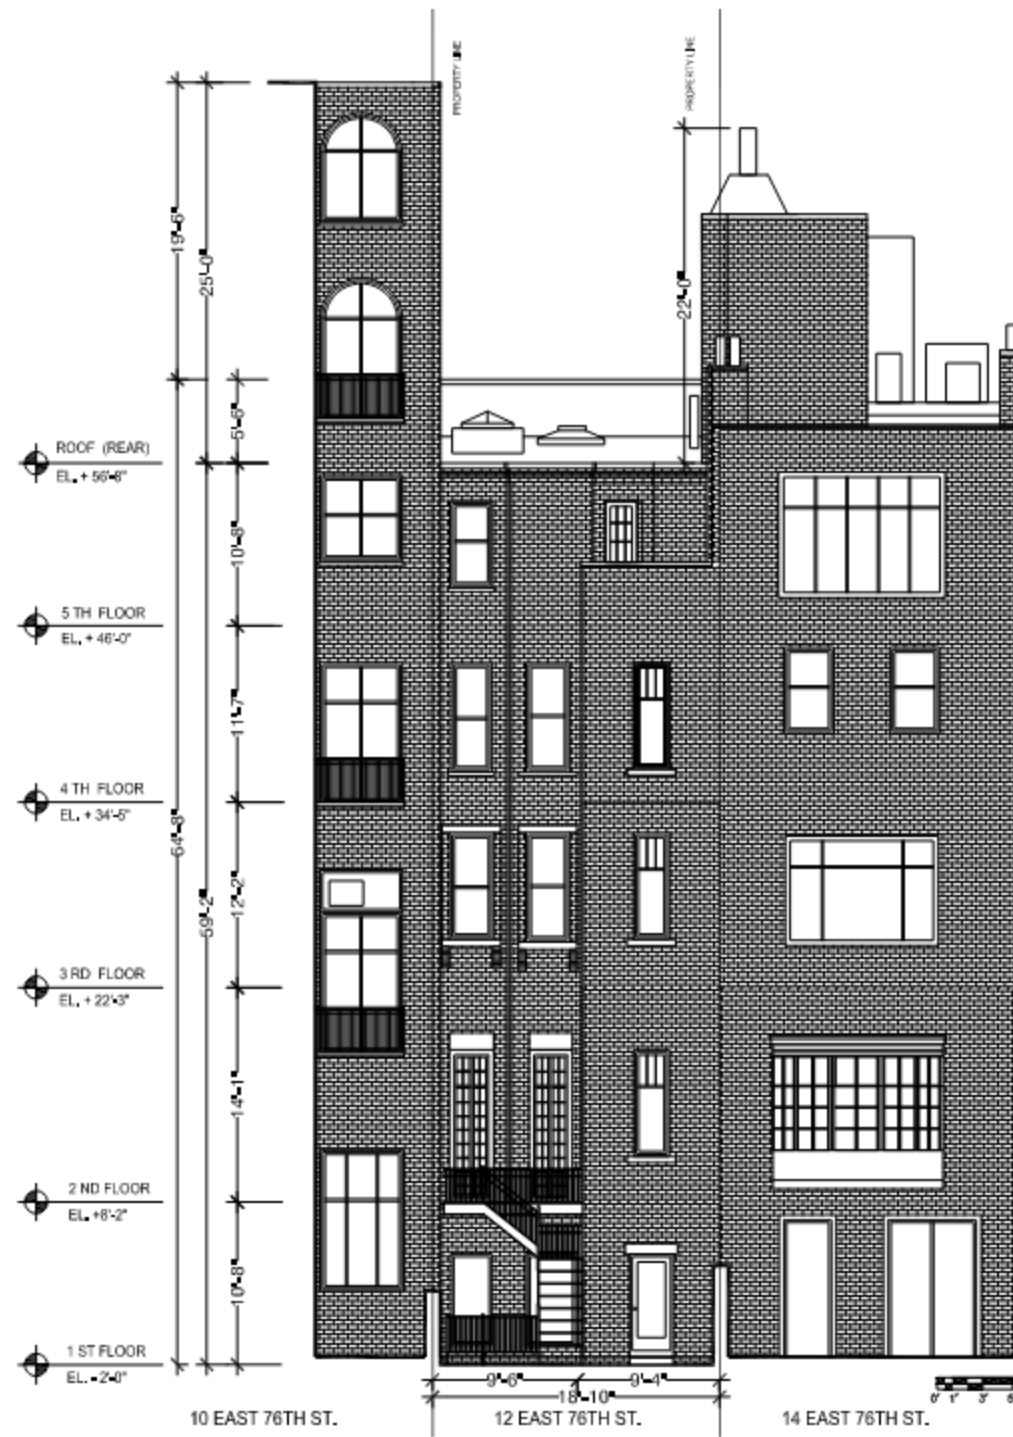 PROPERTY LINE
PROPERTY LINE
19'-6"
25'-0"
22'-0"
5'-6"
ROOF (REAR)
EL. + 56'-8"
10'-8"
5 TH FLOOR
EL. + 46'-0"
11'-7"
4 TH FLOOR
EL. + 34'-5"
64'-8"
59'-2"
12'-2"
3 RD FLOOR
EL. + 22'-3"
14'-1"
2 ND FLOOR
EL. +8'-2"
10'-8"
1 ST FLOOR
EL. - 2'-0"
9'-6"
9'-4"
18'-10"
0' 1' 3'
10 EAST 76TH ST.
12 EAST 76TH ST.
14 EAST 76TH ST.